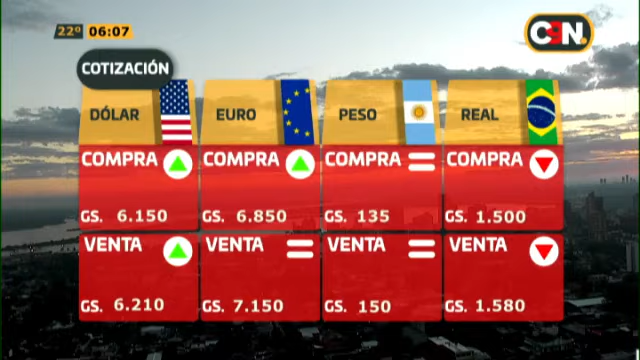 22º 06:07
C9N.
COTIZACIÓN
DÓLAR EURO PESO REAL
COMPRA COMPRA COMPRA COMPRA
GS. 6.150 GS. 6.850 GS. 135 GS. 1.500
VENTA VENTA VENTA VENTA
GS. 6.210 GS. 7.150 GS. 150 GS. 1.580